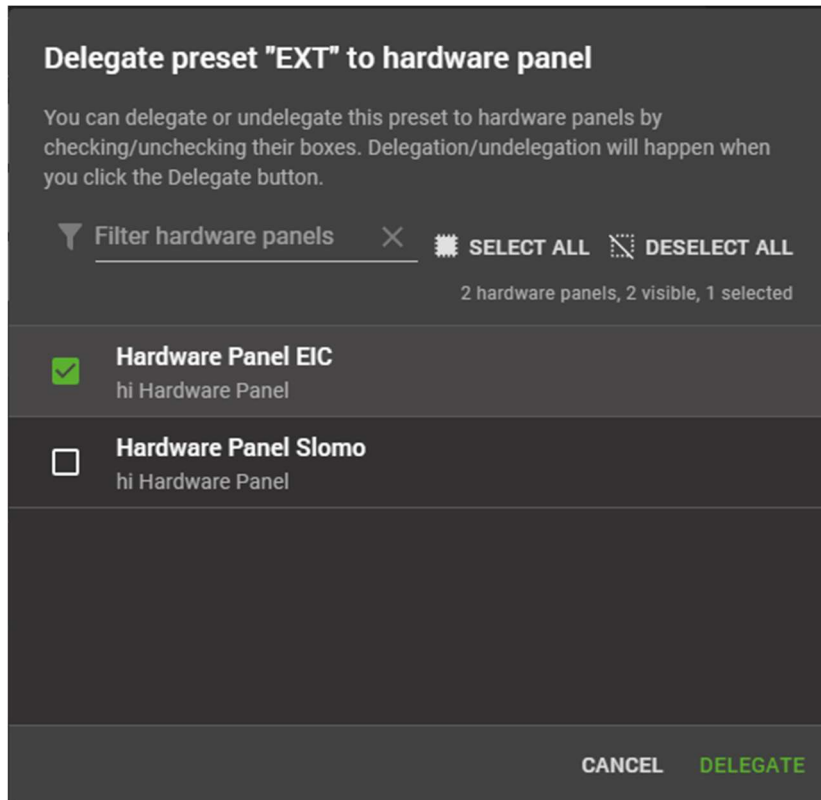 Delegate preset "EXT" to hardware panel
You can delegate or undelegate this preset to hardware panels by
checking/unchecking their boxes. Delegation/undelegation will happen when
you click the Delegate button.
Filter hardware panels
SELECT ALL
DESELECT ALL
2 hardware panels, 2 visible, 1 selected
Hardware Panel EIC
hi Hardware Panel
Hardware Panel Slomo
hi Hardware Panel
CANCEL
DELEGATE